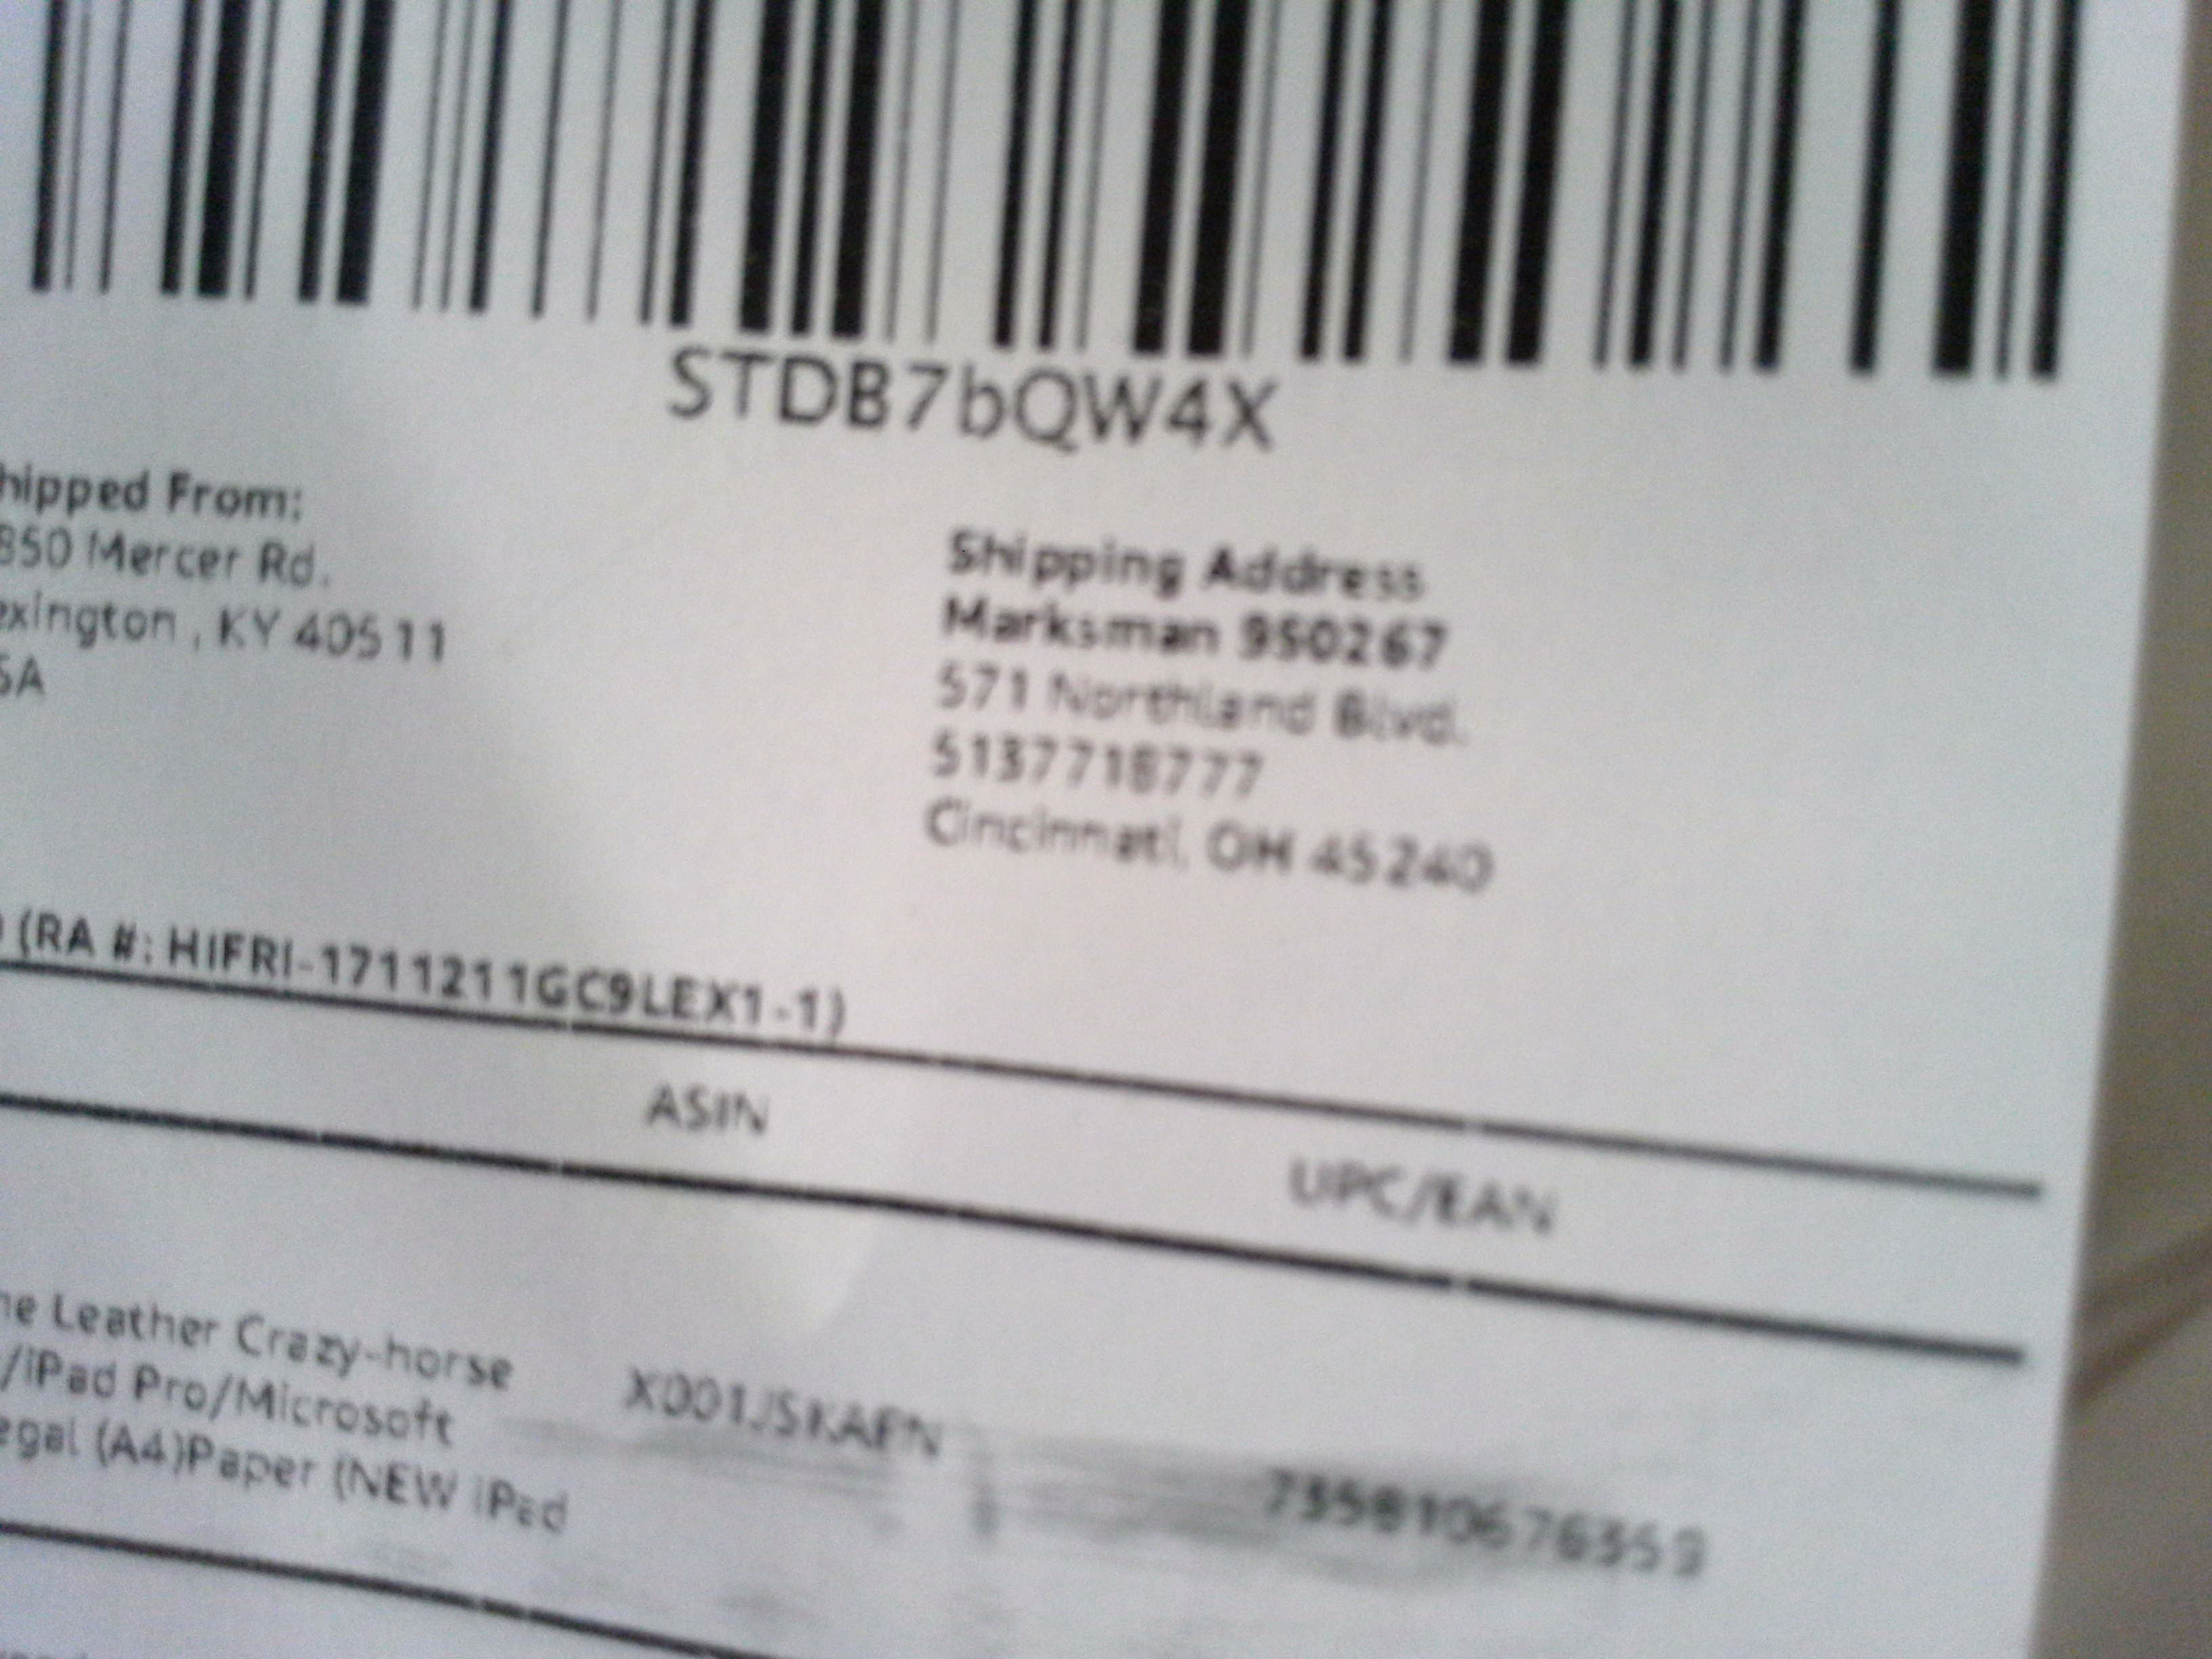 STDB7bQW4X
hipped From:
850 Mercer Rd.
exington , KY 40511
SA
Shipping Address
Marksman 950267
571 Northland Blvd.
5137718777
Cincinnati, OH 45240
(RA #: HIFRI-1711211GC9LEX1-1)
ASIN
UPC/EAN
ne Leather Crazy-horse
/iPad Pro/Microsoft
egal (A4)Paper (NEW iPad
X001JSKAEN